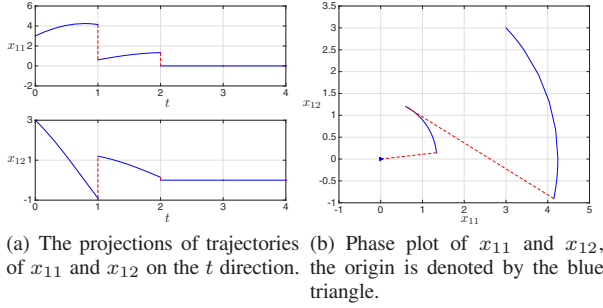 6
4
x₁₁ 2
0
-2
0 1 2 3 4
t
3
x₁₂ 1
-1
0 1 2 3 4
t
(a) The projections of trajectories
of x₁₁ and x₁₂ on the t direction.
3.5
3
2.5
2
x₁₂ 1.5
1
0.5
0
-0.5
-1
-1 0 1 2 3 4 5
x₁₁
(b) Phase plot of x₁₁ and x₁₂,
the origin is denoted by the blue
triangle.